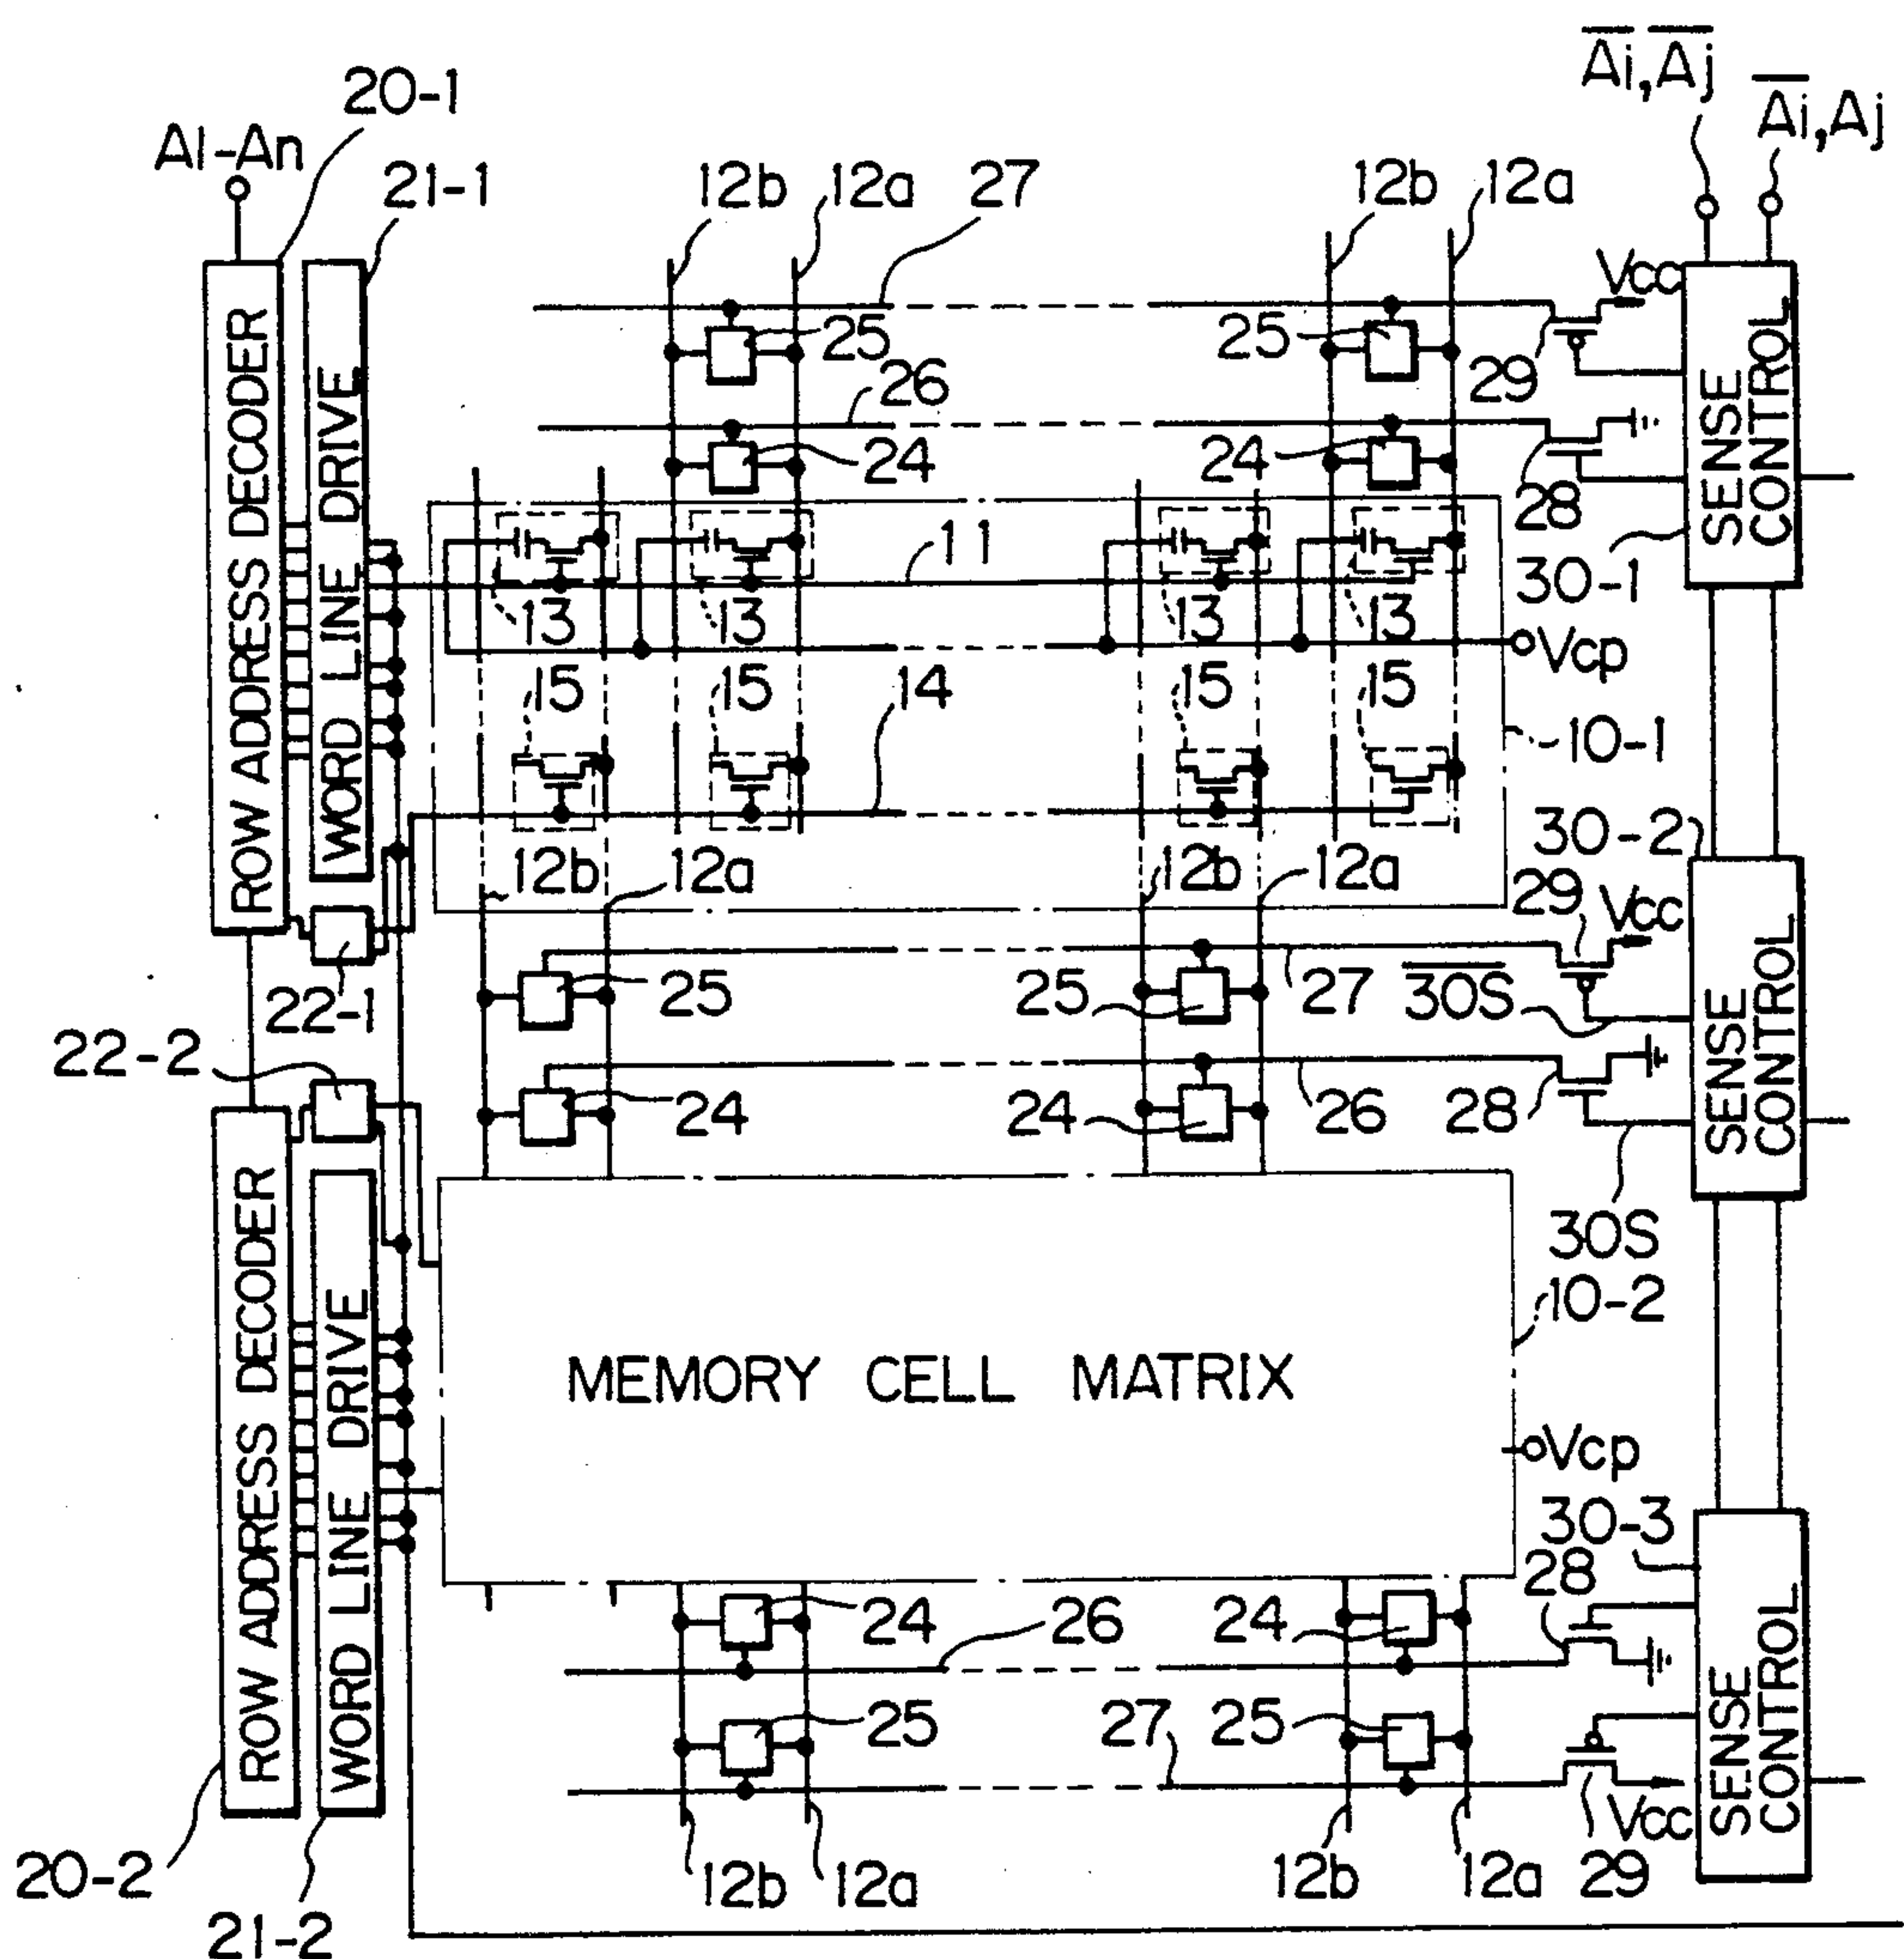 Ai, Aj
Ai, Aj
20-1
A1-An
21-1
12b
12a
27
12b
12a
Vcc
25
25
29
26
24
24
28
ROW ADDRESS DECODER
WORD LINE DRIVE
SENSE CONTROL
11
30-1
13
13
13
13
Vcp
15
15
14
15
15
10-1
30-2
12b
12a
12b
12a
29
Vcc
22-1
25
25
27
30S
22-2
24
24
26
28
SENSE CONTROL
30S
10-2
ROW ADDRESS DECODER
WORD LINE DRIVE
MEMORY CELL MATRIX
Vcp
30-3
28
24
26
24
SENSE CONTROL
25
27
25
Vcc
20-2
12b
12a
12b
12a
29
21-2